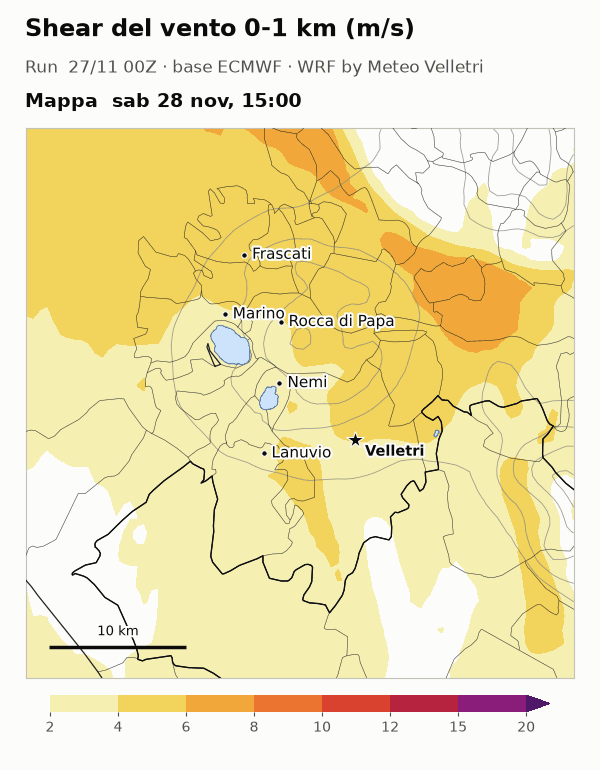 Shear del vento 0-1 km (m/s)
Run  27/11 00Z · base ECMWF · WRF by Meteo Velletri
Mappa  sab 28 nov, 15:00
Frascati
Marino
Rocca di Papa
Nemi
Velletri
Lanuvio
10 km
2 4 6 8 10 12 15 20